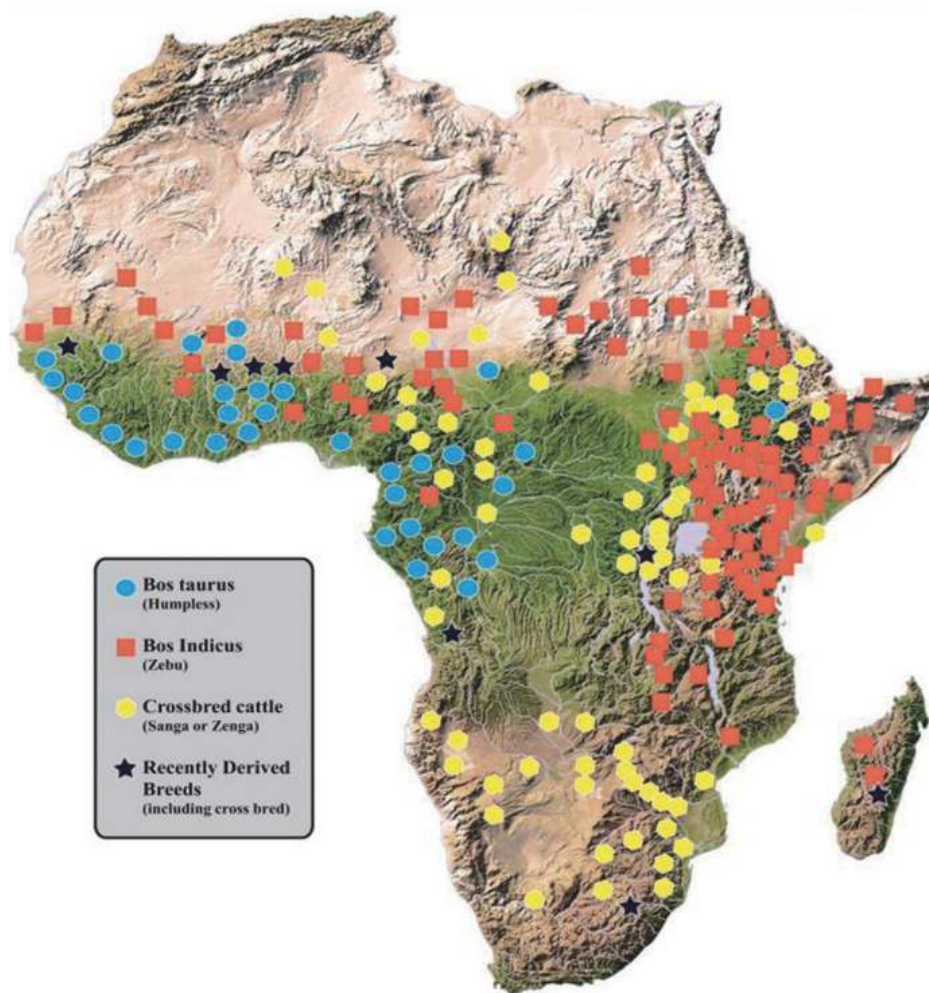 Bos taurus
(Humpless)
Bos Indicus
(Zebu)
Crossbred cattle
(Sanga or Zenga)
Recently Derived
Breeds
(including cross bred)